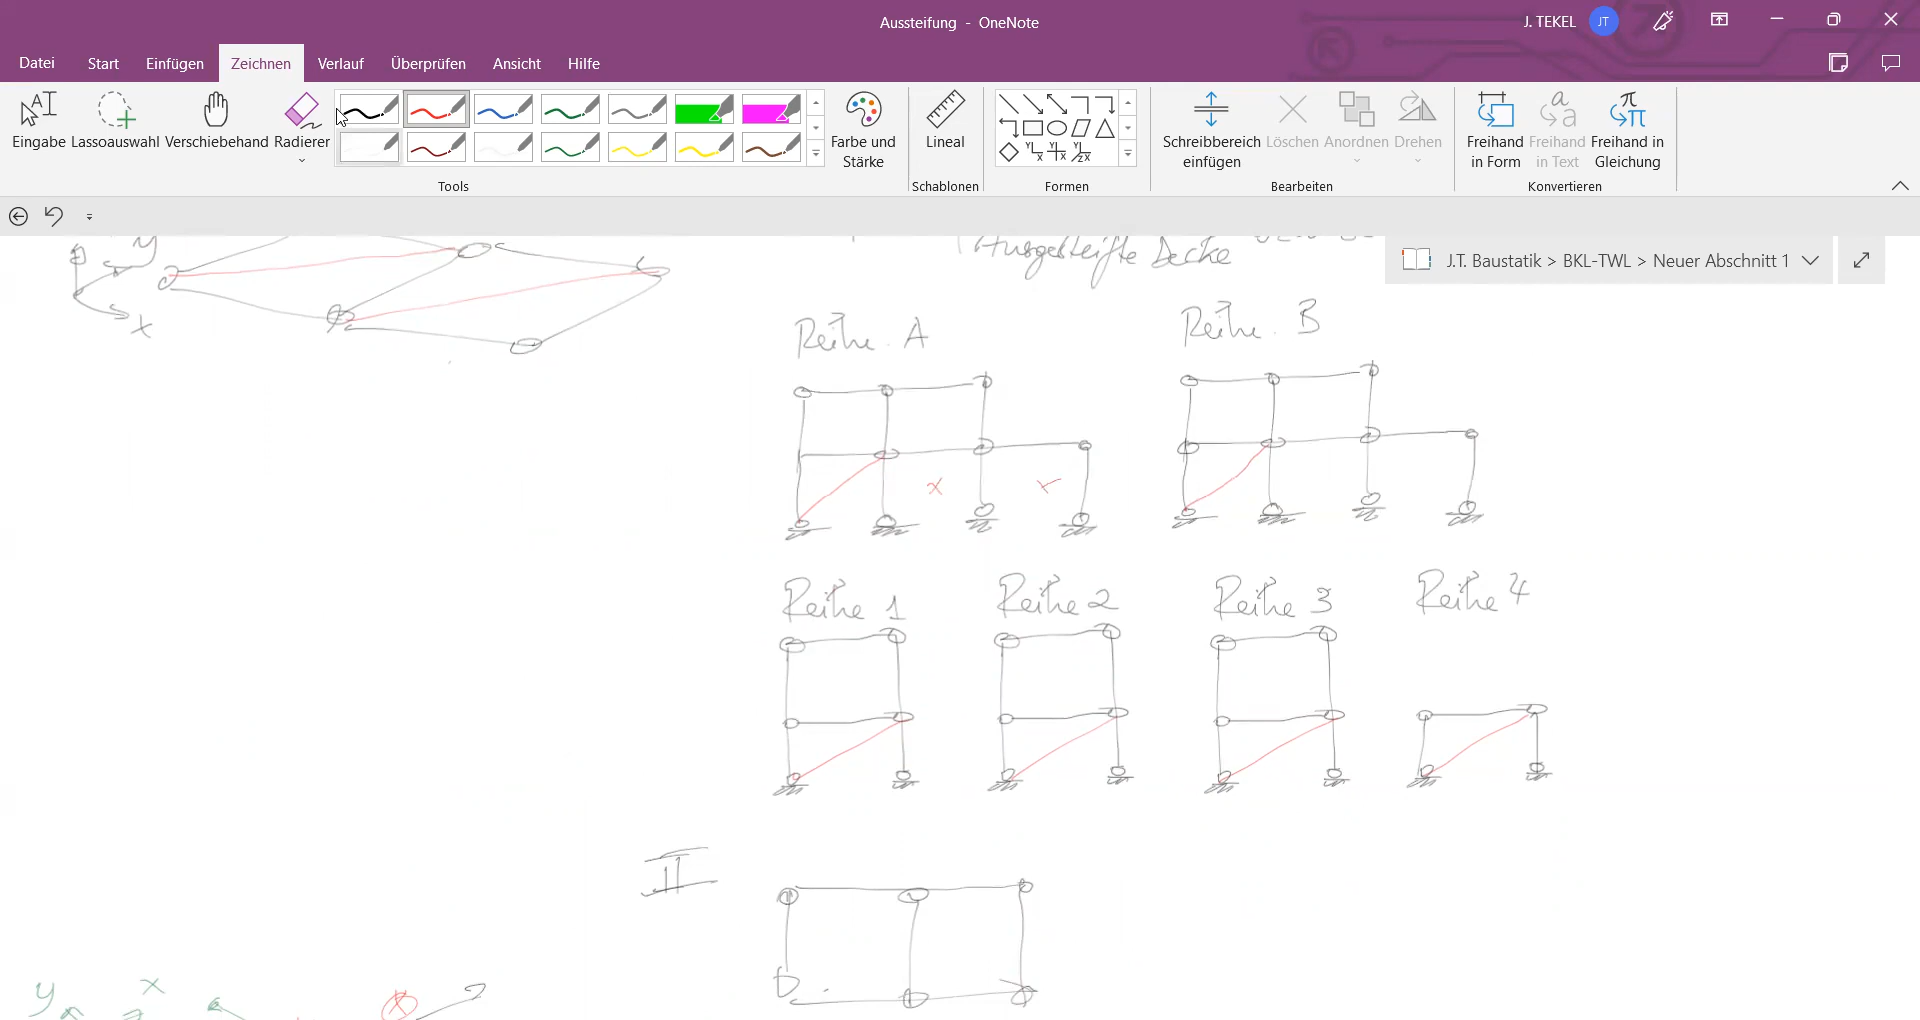 Aussteifung - OneNote
J. TEKEL
JT
Datei
Start
Einfügen
Zeichnen
Verlauf
Überprüfen
Ansicht
Hilfe
Eingabe
Lassoauswahl
Verschiebehand
Radierer
Farbe und
Stärke
Lineal
Schreibbereich
einfügen
Löschen
Anordnen
Drehen
Freihand
in Form
Freihand
in Text
Freihand in
Gleichung
Tools
Schablonen
Formen
Bearbeiten
Konvertieren
J.T. Baustatik > BKL-TWL > Neuer Abschnitt 1
y
x
Ausgesteifte Decke
Reihe. A
Reihe. B
x
Reihe 1
Reihe 2
Reihe 3
Reihe 4
II
y
x